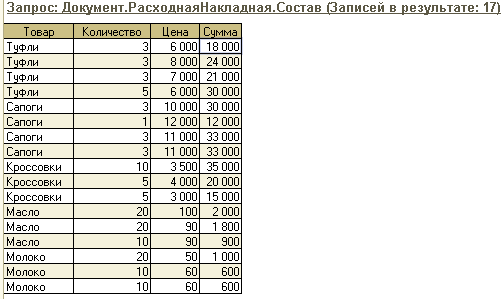 Запрос: Документ.РасходнаяНакладная.Состав (Записей в результате: 17)
Товар Количество Цена Сумма
Туфли 3 6 000 18 000
Туфли 3 8 000 24 000
Туфли 3 7 000 21 000
Туфли 5 6 000 30 000
Сапоги 3 10 000 30 000
Сапоги 1 12 000 12 000
Сапоги 3 11 000 33 000
Сапоги 3 11 000 33 000
Кроссовки 10 3 500 35 000
Кроссовки 5 4 000 20 000
Кроссовки 5 3 000 15 000
Масло 20 100 2 000
Масло 20 90 1 800
Масло 10 90 900
Молоко 20 50 1 000
Молоко 10 60 600
Молоко 10 60 600